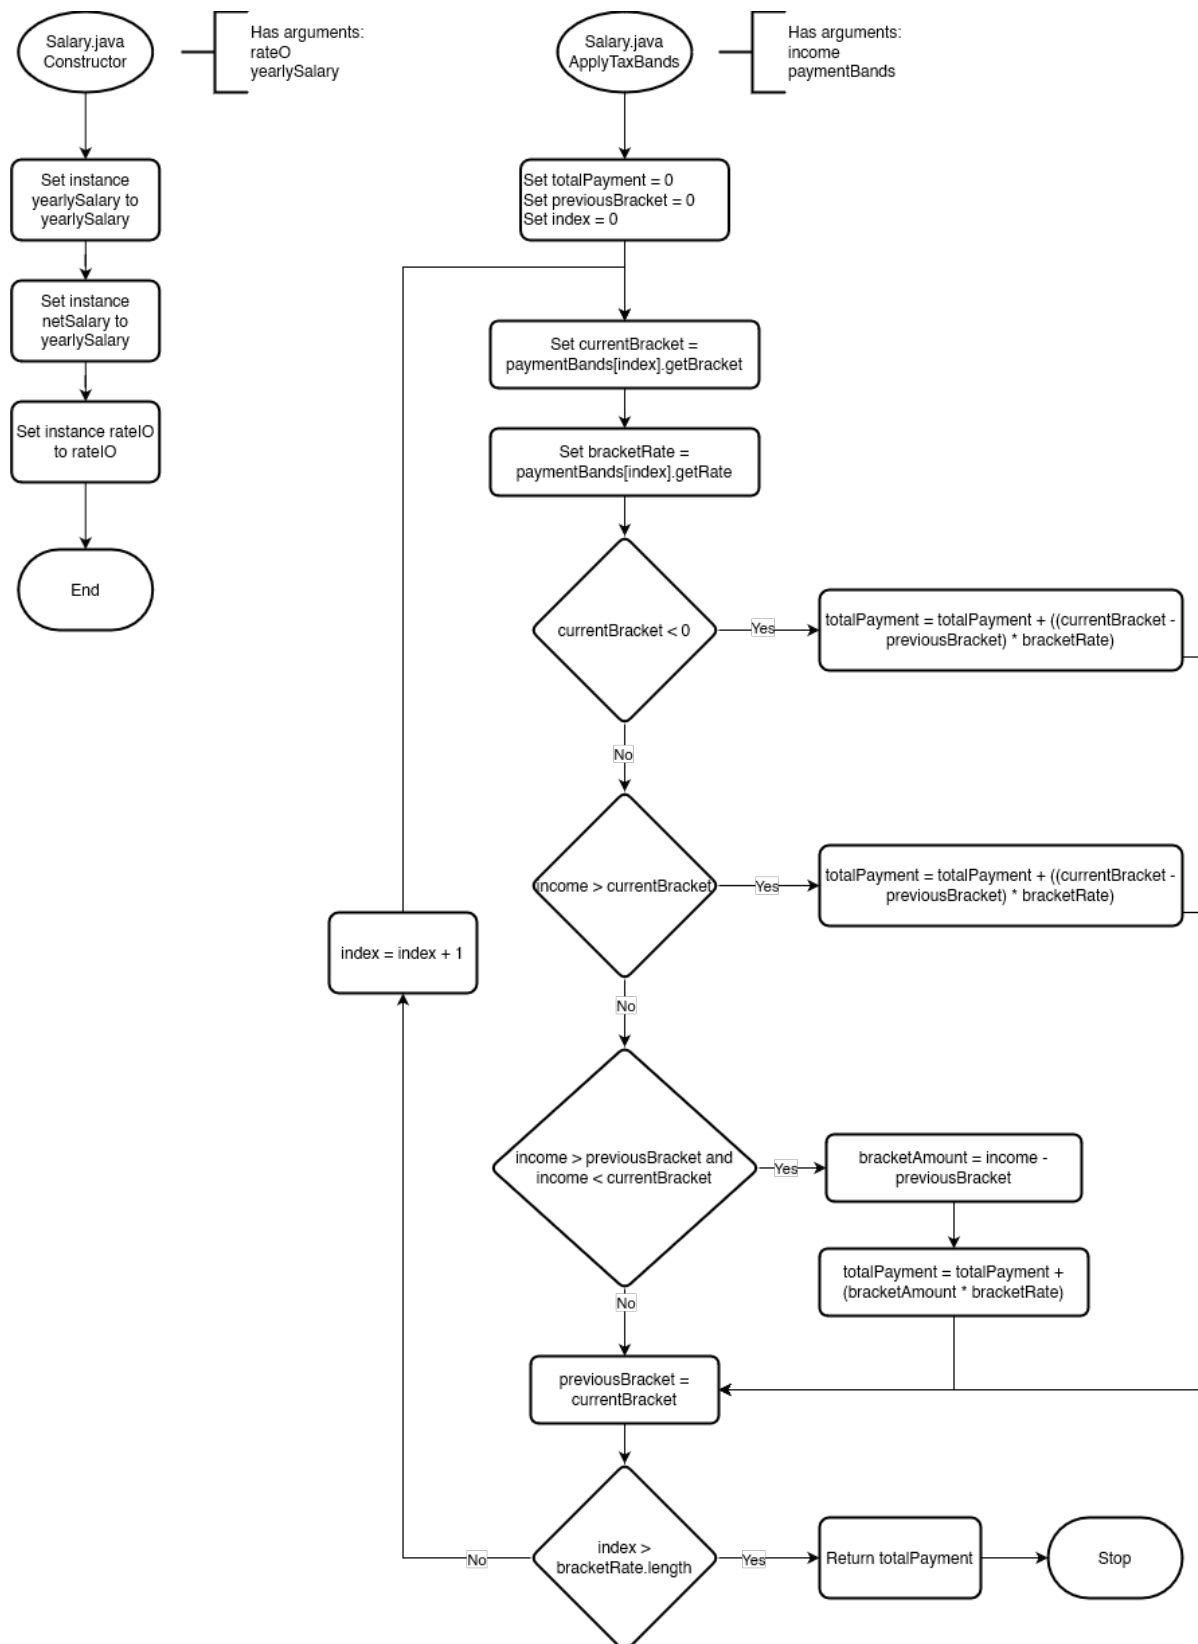 Salary.java
Constructor
Has arguments:
rateO
yearlySalary
Set instance
yearlySalary to
yearlySalary
Set instance
netSalary to
yearlySalary
Set instance rateIO
to rateIO
End
Salary.java
ApplyTaxBands
Has arguments:
income
paymentBands
Set totalPayment = 0
Set previousBracket = 0
Set index = 0
Set currentBracket =
paymentBands[index].getBracket
Set bracketRate =
paymentBands[index].getRate
currentBracket < 0
Yes
totalPayment = totalPayment + ((currentBracket -
previousBracket) * bracketRate)
No
income > currentBracket
Yes
totalPayment = totalPayment + ((currentBracket -
previousBracket) * bracketRate)
index = index + 1
No
income > previousBracket and
income < currentBracket
Yes
bracketAmount = income -
previousBracket
totalPayment = totalPayment +
(bracketAmount * bracketRate)
No
previousBracket =
currentBracket
index >
bracketRate.length
No
Yes
Return totalPayment
Stop